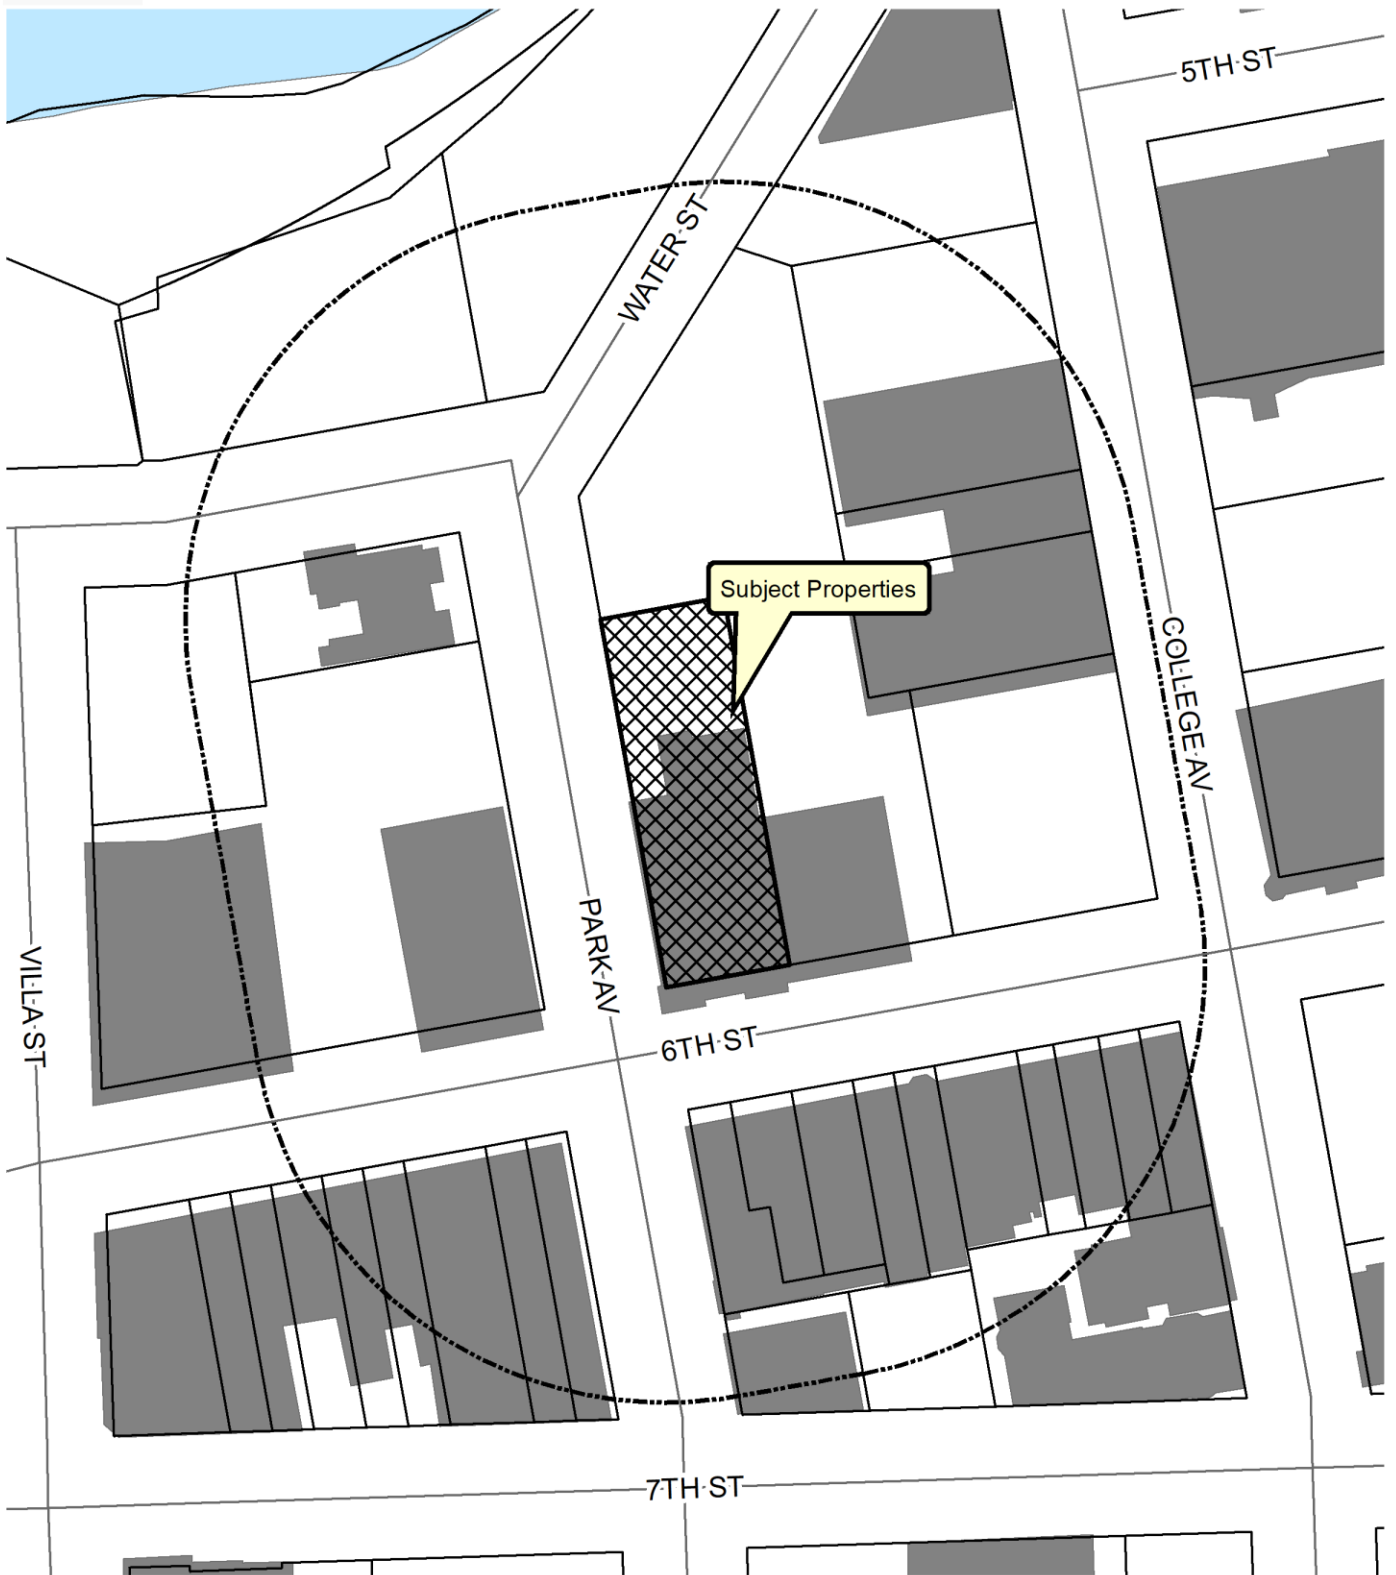 5TH ST
WATER ST
Subject Properties
COLLEGE AV
PARK AV
VILLA ST
6TH ST
7TH ST